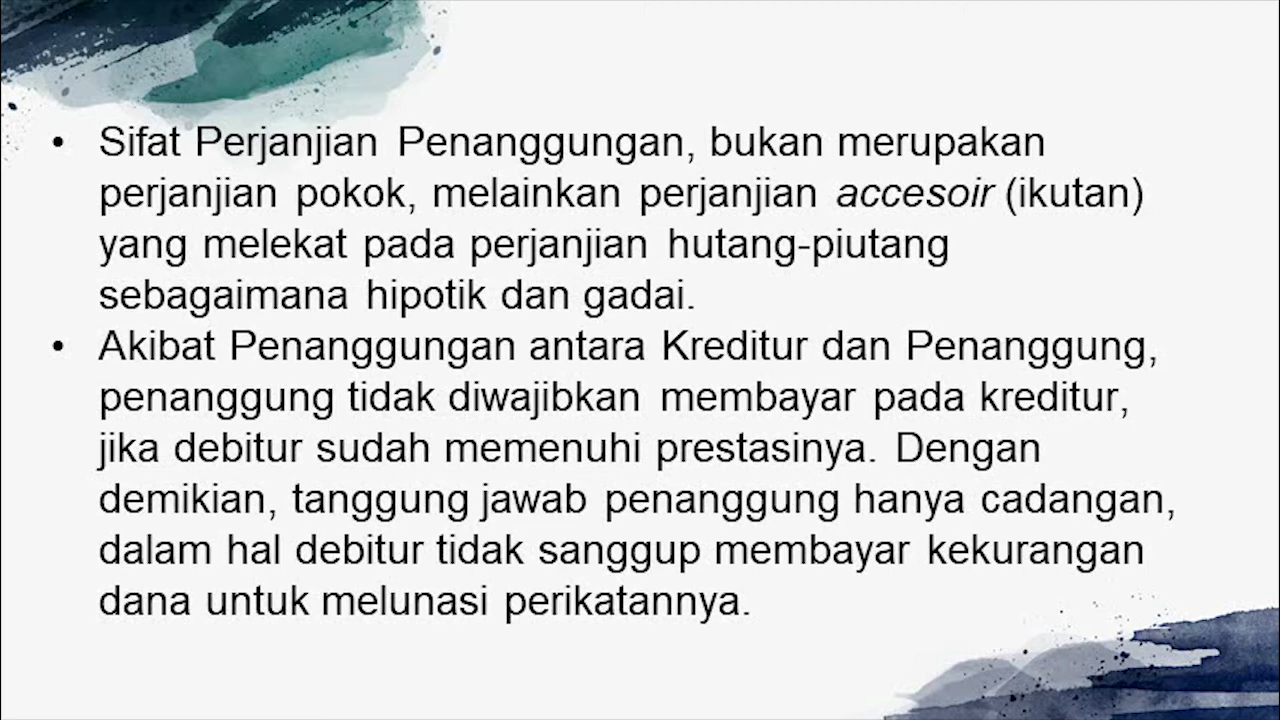 • Sifat Perjanjian Penanggungan, bukan merupakan
perjanjian pokok, melainkan perjanjian accesoir (ikutan)
yang melekat pada perjanjian hutang-piutang
sebagaimana hipotik dan gadai.
• Akibat Penanggungan antara Kreditur dan Penanggung,
penanggung tidak diwajibkan membayar pada kreditur,
jika debitur sudah memenuhi prestasinya. Dengan
demikian, tanggung jawab penanggung hanya cadangan,
dalam hal debitur tidak sanggup membayar kekurangan
dana untuk melunasi perikatannya.